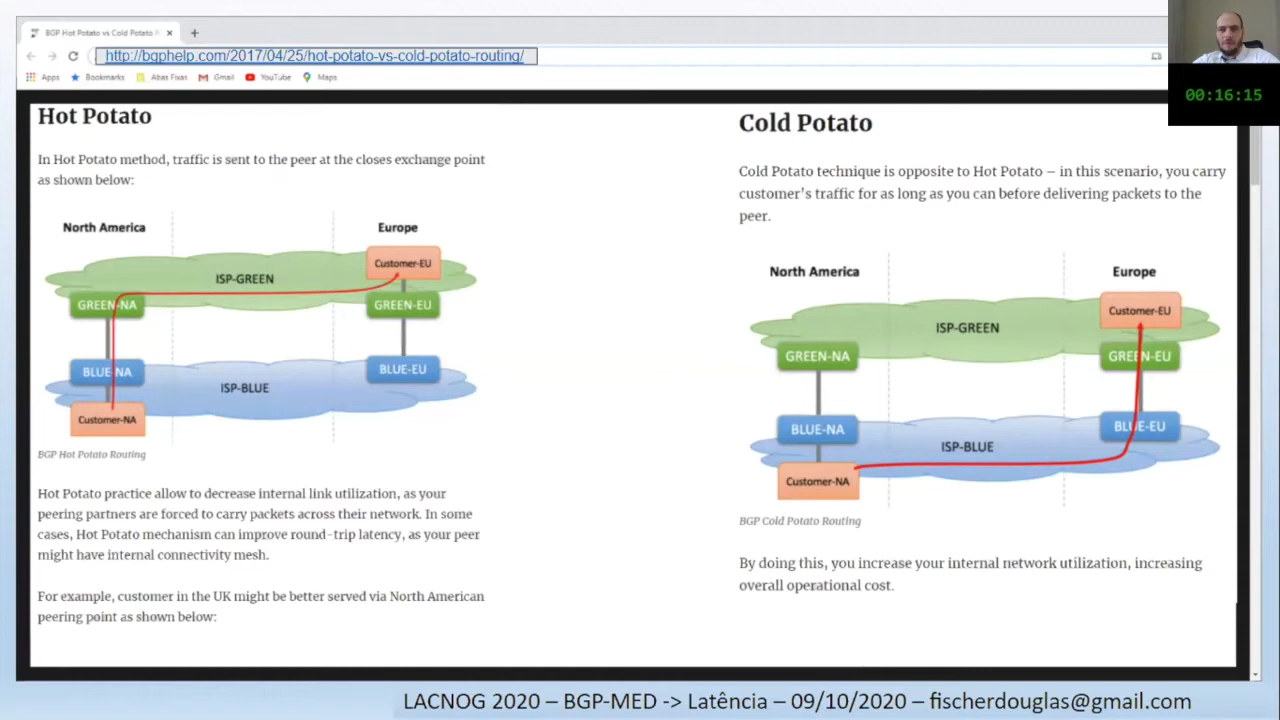 BGP Hot Potato vs Cold Potato R
http://bgphelp.com/2017/04/25/hot-potato-vs-cold-potato-routing/
Apps Bookmarks Abas Fixas Gmail YouTube Maps
00:16:15
Hot Potato
In Hot Potato method, traffic is sent to the peer at the closes exchange point
as shown below:
North America
Europe
Customer-EU
ISP-GREEN
GREEN-NA
GREEN-EU
BLUE-NA
BLUE-EU
ISP-BLUE
Customer-NA
BGP Hot Potato Routing
Hot Potato practice allow to decrease internal link utilization, as your
peering partners are forced to carry packets across their network. In some
cases, Hot Potato mechanism can improve round-trip latency, as your peer
might have internal connectivity mesh.
For example, customer in the UK might be better served via North American
peering point as shown below:
Cold Potato
Cold Potato technique is opposite to Hot Potato – in this scenario, you carry
customer's traffic for as long as you can before delivering packets to the
peer.
North America
Europe
Customer-EU
ISP-GREEN
GREEN-NA
GREEN-EU
BLUE-NA
BLUE-EU
ISP-BLUE
Customer-NA
BGP Cold Potato Routing
By doing this, you increase your internal network utilization, increasing
overall operational cost.
LACNOG 2020 – BGP-MED -> Latência – 09/10/2020 – fischerdouglas@gmail.com